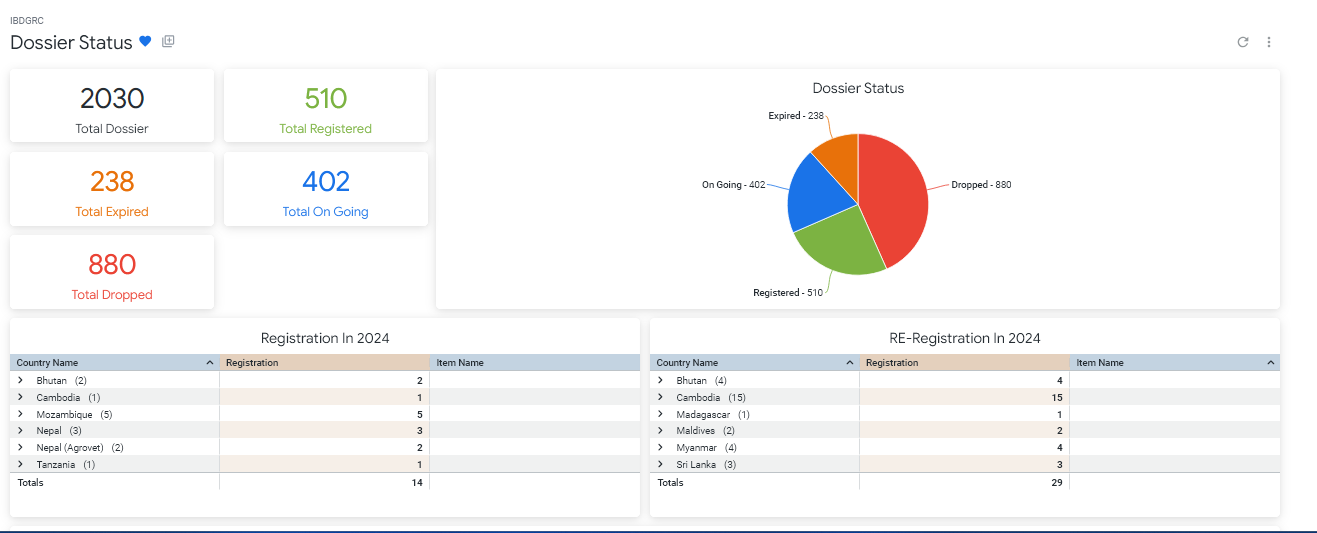 IBDGRC
Dossier Status
2030
Total Dossier
510
Total Registered
238
Total Expired
402
Total On Going
880
Total Dropped
Dossier Status
Expired - 238
On Going - 402
Dropped - 880
Registered - 510
Registration In 2024
Country Name Registration Item Name
Bhutan (2) 2
Cambodia (1) 1
Mozambique (5) 5
Nepal (3) 3
Nepal (Agrovet) (2) 2
Tanzania (1) 1
Totals 14
RE-Registration In 2024
Country Name Registration Item Name
Bhutan (4) 4
Cambodia (15) 15
Madagascar (1) 1
Maldives (2) 2
Myanmar (4) 4
Sri Lanka (3) 3
Totals 29